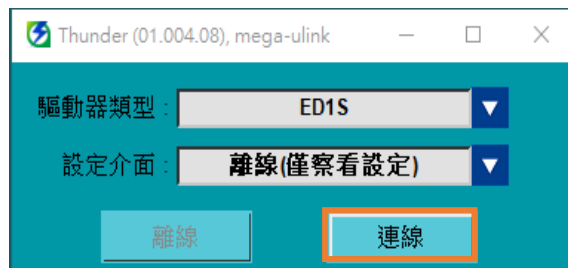 Thunder (01.004.08), mega-ulink
驅動器類型 : ED1S
設定介面 : 離線(僅察看設定)
離線 連線